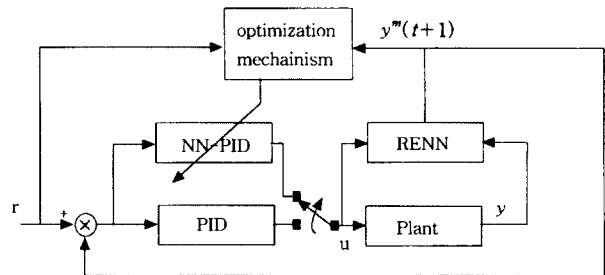 optimization
mechainism
y^m(t+1)
NN-PID
RENN
r
+
×
PID
u
Plant
y